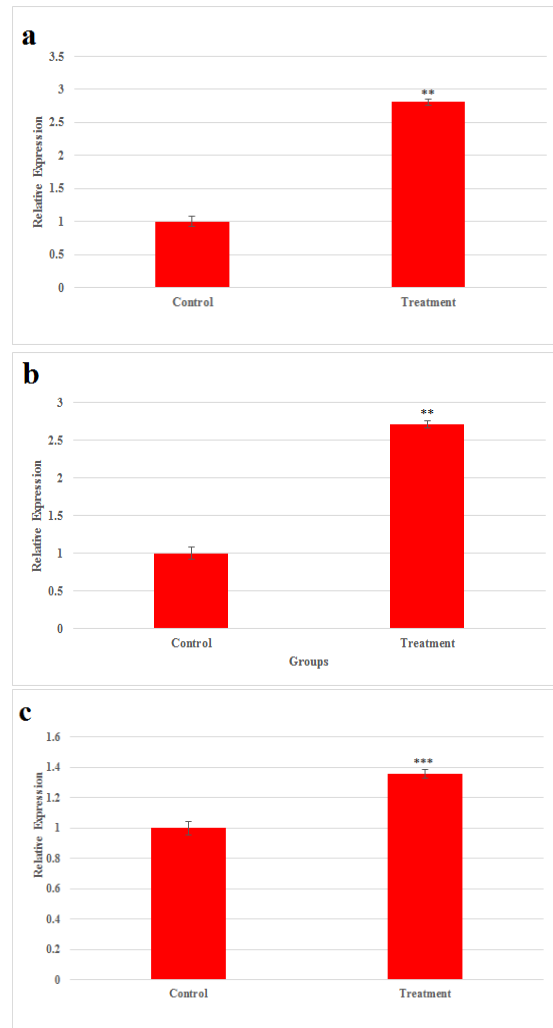 a
3.5
3
2.5
2
1.5
1
0.5
0
Relative Expression
**
Control Treatment
b
3
2.5
2
1.5
1
0.5
0
Relative Expression
**
Control Treatment
Groups
c
1.6
1.4
1.2
1
0.8
0.6
0.4
0.2
0
Relative Expression
***
Control Treatment